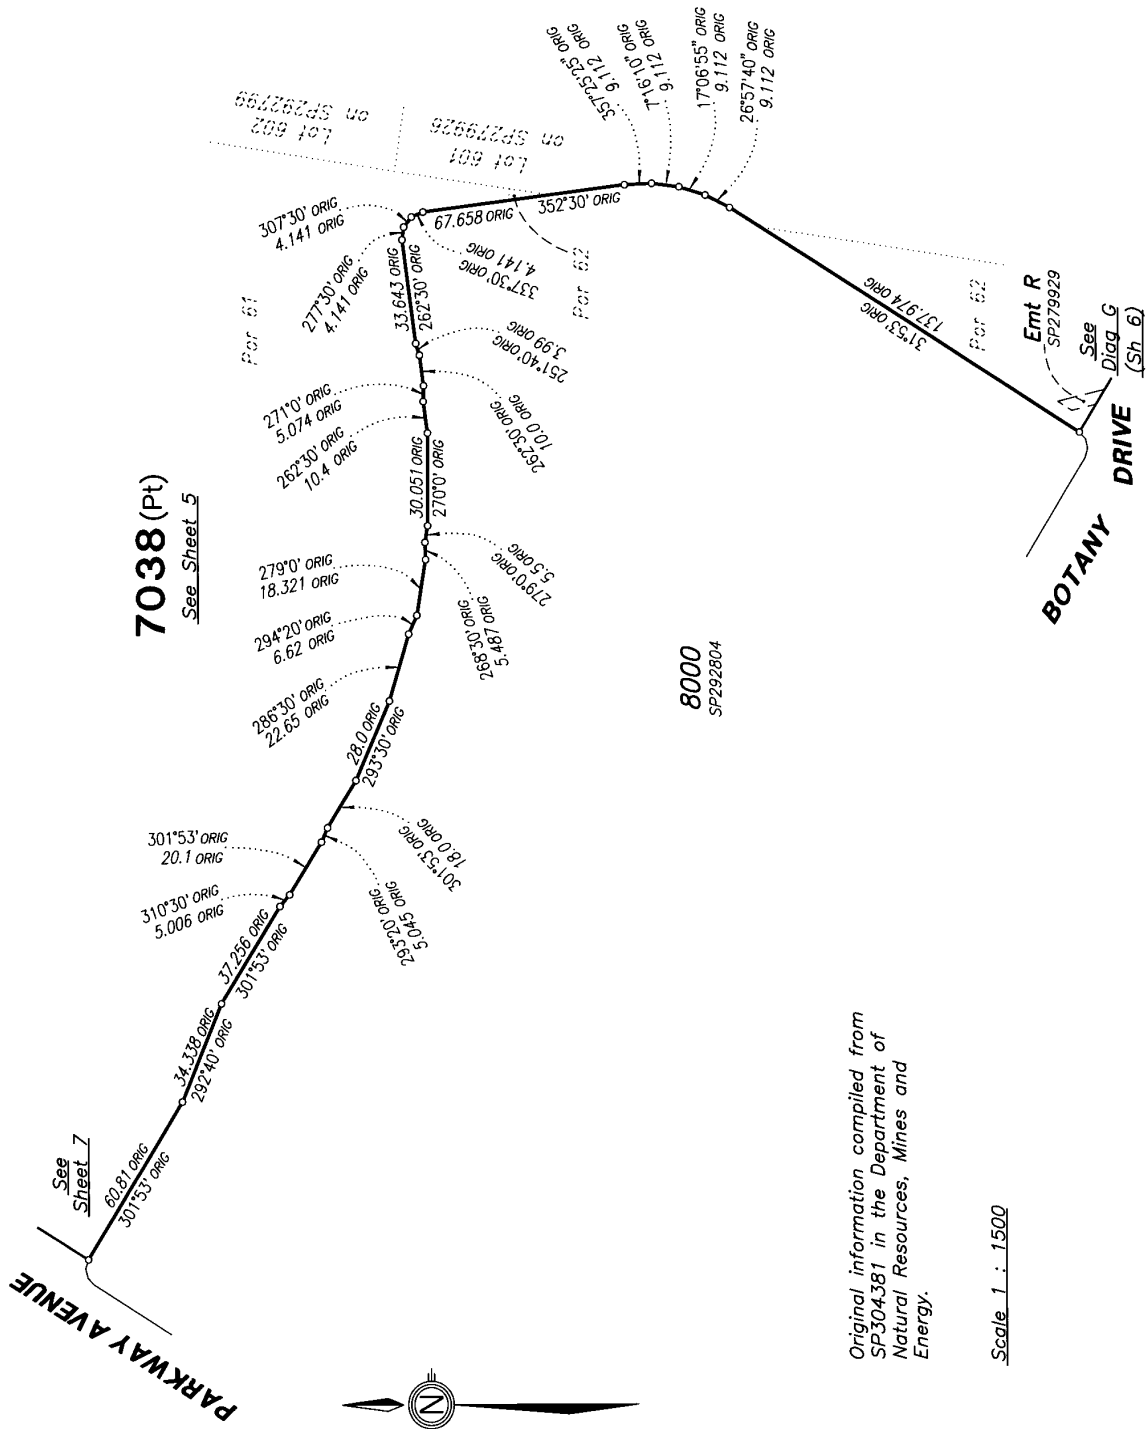 PARKWAY AVENUE
See
Sheet 7
60.81 ORIG
301°53' ORIG
34.338 ORIG
292°40' ORIG
37.256 ORIG
301°53' ORIG
310°30' ORIG
5.006 ORIG
301°53' ORIG
20.1 ORIG
293°20' ORIG
5.045 ORIG
301°53' ORIG
18.0 ORIG
28.0 ORIG
293°30' ORIG
286°30' ORIG
22.65 ORIG
294°20' ORIG
6.62 ORIG
279°0' ORIG
18.321 ORIG
268°30' ORIG
5.487 ORIG
279°0' ORIG
5.5 ORIG
7038 (Pt)
See Sheet 5
30.051 ORIG
270°0' ORIG
262°30' ORIG
10.4 ORIG
271°0' ORIG
5.074 ORIG
262°30' ORIG
10.0 ORIG
251°40' ORIG
3.99 ORIG
33.643 ORIG
262°30' ORIG
Por 61
277°30' ORIG
4.141 ORIG
307°30' ORIG
4.141 ORIG
337°30' ORIG
4.141 ORIG
67.658 ORIG
352°30' ORIG
Lot 602
on SP292799
Lot 601
on SP279926
Por 62
357°25'25" ORIG
9.112 ORIG
7°16'10" ORIG
9.112 ORIG
17°06'55" ORIG
9.112 ORIG
26°57'40" ORIG
9.112 ORIG
137.974 ORIG
31°53' ORIG
Por 62
Emt R
SP279929
See
Diag G
(Sh 6)
BOTANY DRIVE
8000
SP292804
N
Original information compiled from
SP304381 in the Department of
Natural Resources, Mines and
Energy.
Scale 1 : 1500